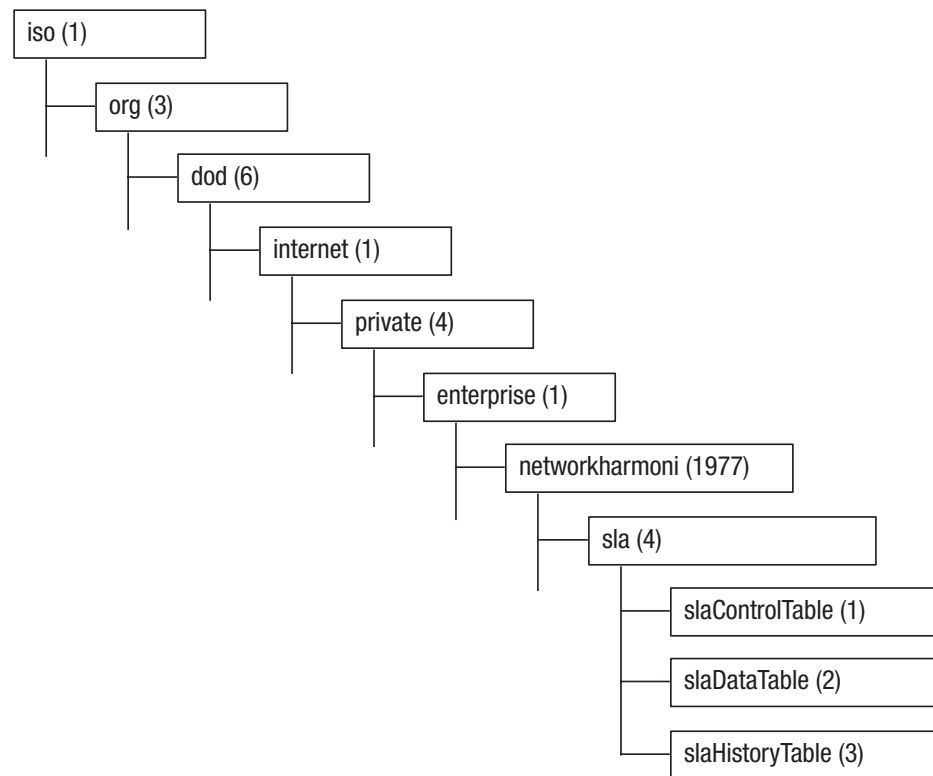 iso (1)
org (3)
dod (6)
internet (1)
private (4)
enterprise (1)
networkharmoni (1977)
sla (4)
slaControlTable (1)
slaDataTable (2)
slaHistoryTable (3)